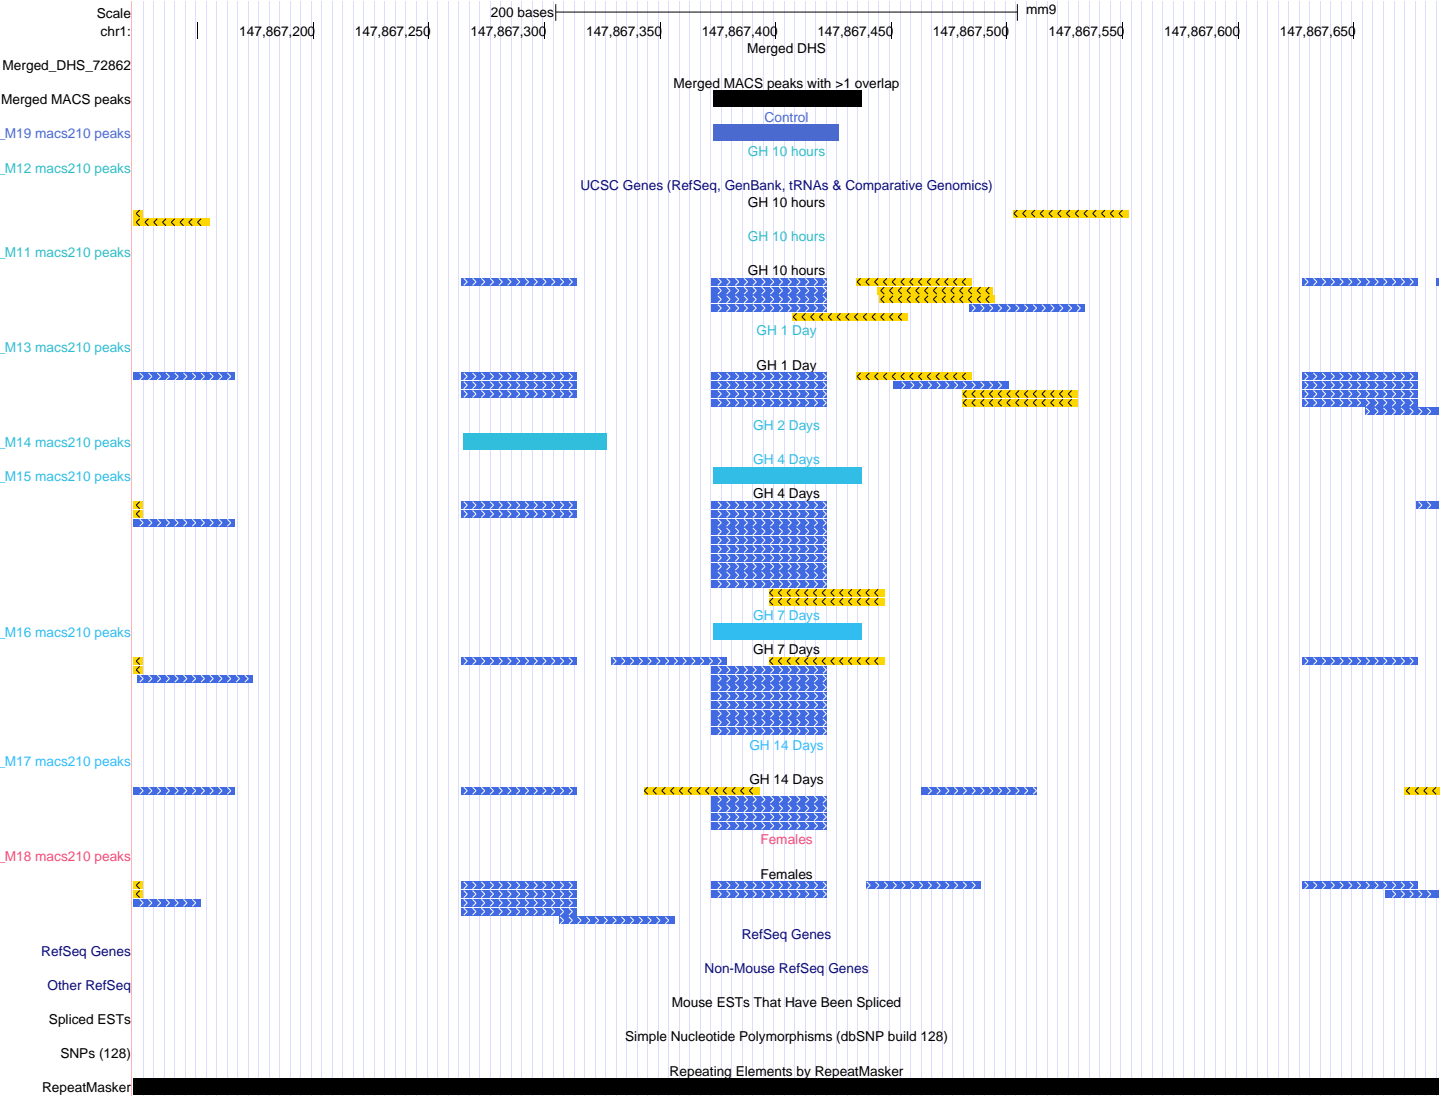 Scale 200 bases mm9
chr1: 147,867,200 147,867,250 147,867,300 147,867,350 147,867,400 147,867,450 147,867,500 147,867,550 147,867,600 147,867,650
Merged DHS
Merged_DHS_72862
Merged MACS peaks with >1 overlap
Merged MACS peaks
Control
_M19 macs210 peaks
GH 10 hours
_M12 macs210 peaks
UCSC Genes (RefSeq, GenBank, tRNAs & Comparative Genomics)
GH 10 hours
GH 10 hours
_M11 macs210 peaks
GH 10 hours
GH 1 Day
_M13 macs210 peaks
GH 1 Day
GH 2 Days
_M14 macs210 peaks
GH 4 Days
_M15 macs210 peaks
GH 4 Days
GH 7 Days
_M16 macs210 peaks
GH 7 Days
GH 14 Days
_M17 macs210 peaks
GH 14 Days
Females
_M18 macs210 peaks
Females
RefSeq Genes
RefSeq Genes
Non-Mouse RefSeq Genes
Other RefSeq
Mouse ESTs That Have Been Spliced
Spliced ESTs
Simple Nucleotide Polymorphisms (dbSNP build 128)
SNPs (128)
Repeating Elements by RepeatMasker
RepeatMasker